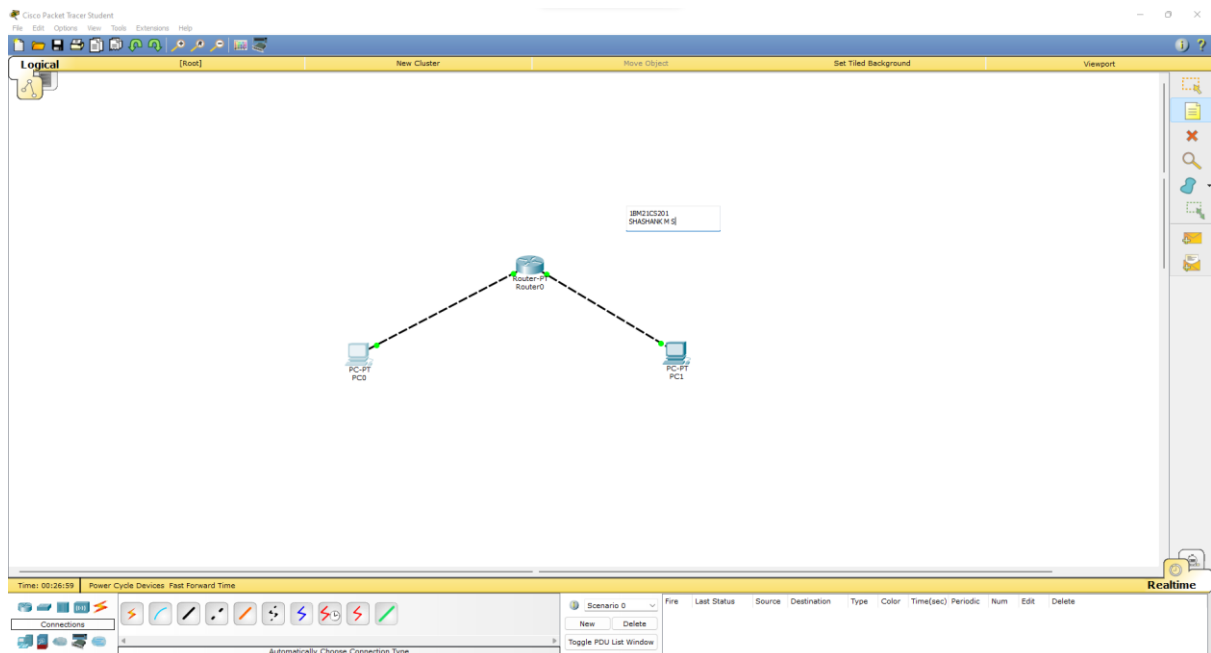 Cisco Packet Tracer Student
File Edit Options View Tools Extensions Help
Logical [Root] New Cluster Move Object Set Tiled Background Viewport
1BM21CS201
SHASHANK M S
Router-PT
Router0
PC-PT
PC0
PC-PT
PC1
Time: 00:26:59 Power Cycle Devices Fast Forward Time Realtime
Connections
Automatically Choose Connection Type
Scenario 0
New Delete
Toggle PDU List Window
Fire Last Status Source Destination Type Color Time(sec) Periodic Num Edit Delete